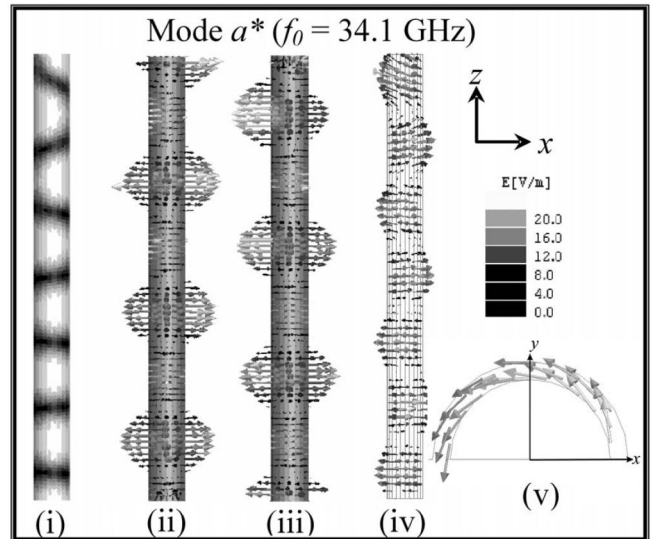 Mode a* (f0 = 34.1 GHz)
z
x
E[V/m]
20.0
16.0
12.0
8.0
4.0
0.0
y
x
(i) (ii) (iii) (iv) (v)